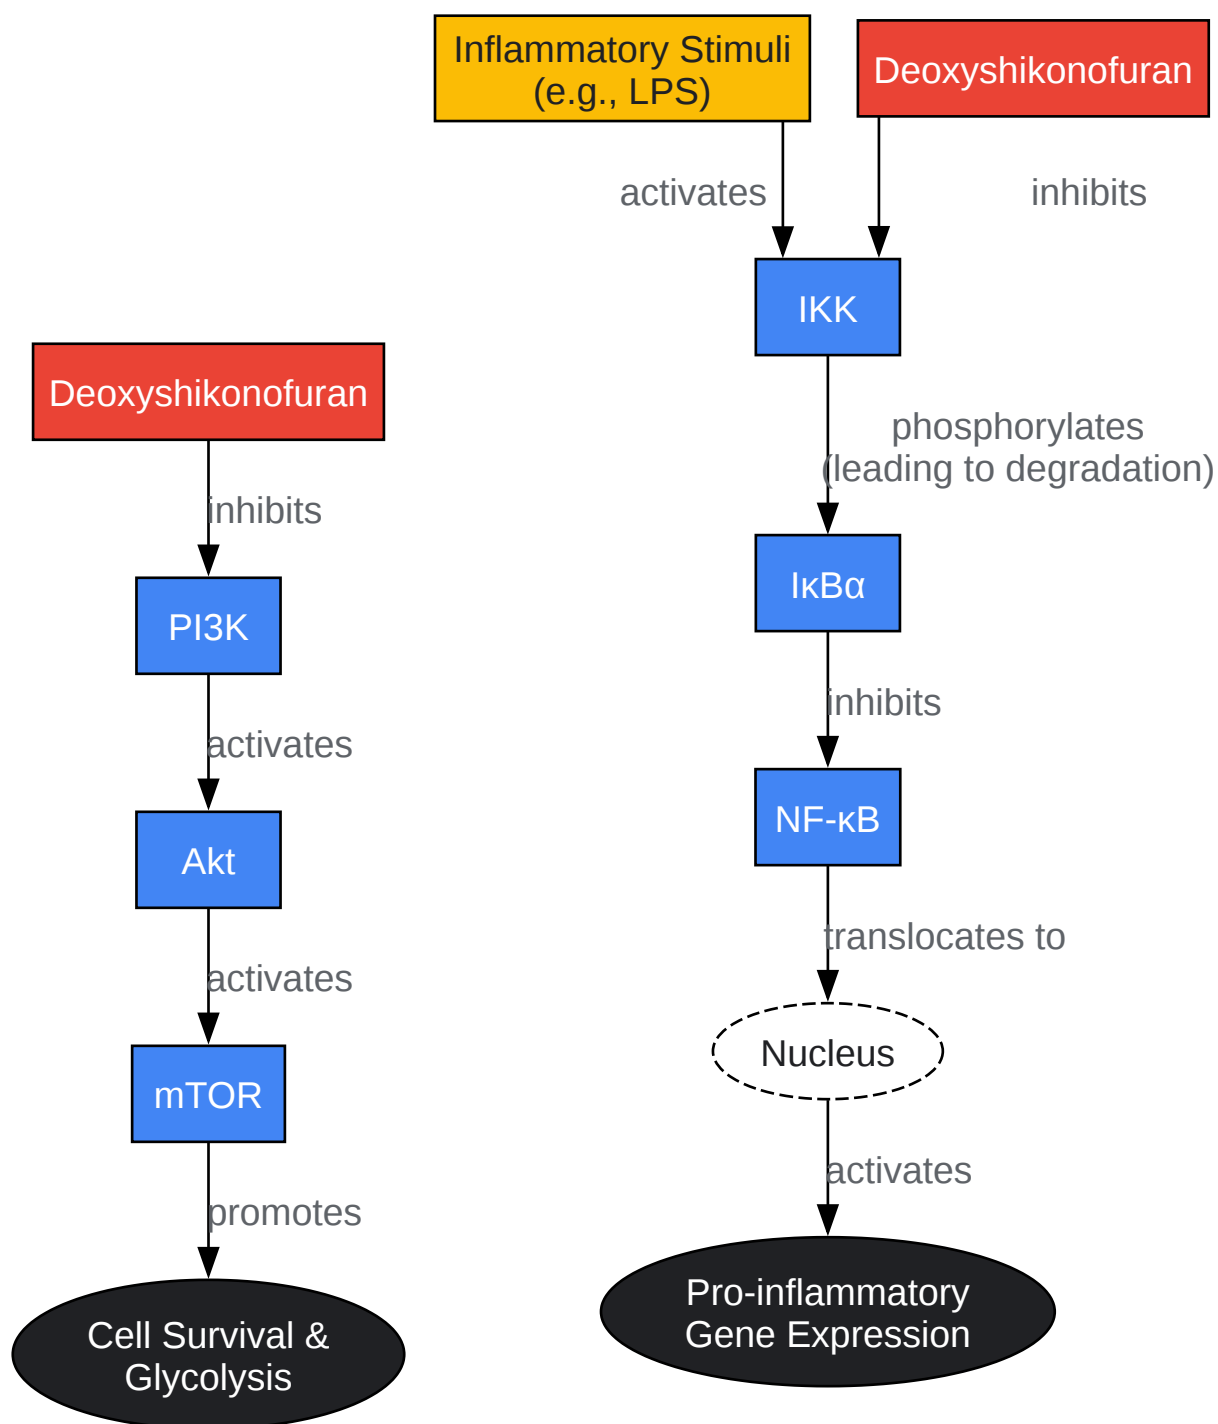 Inflammatory Stimuli
(e.g., LPS)
Deoxyshikonofuran
activates
inhibits
IKK
phosphorylates
(leading to degradation)
IκBα
inhibits
NF-κB
translocates to
Nucleus
activates
Pro-inflammatory
Gene Expression
Deoxyshikonofuran
inhibits
PI3K
activates
Akt
activates
mTOR
promotes
Cell Survival &
Glycolysis